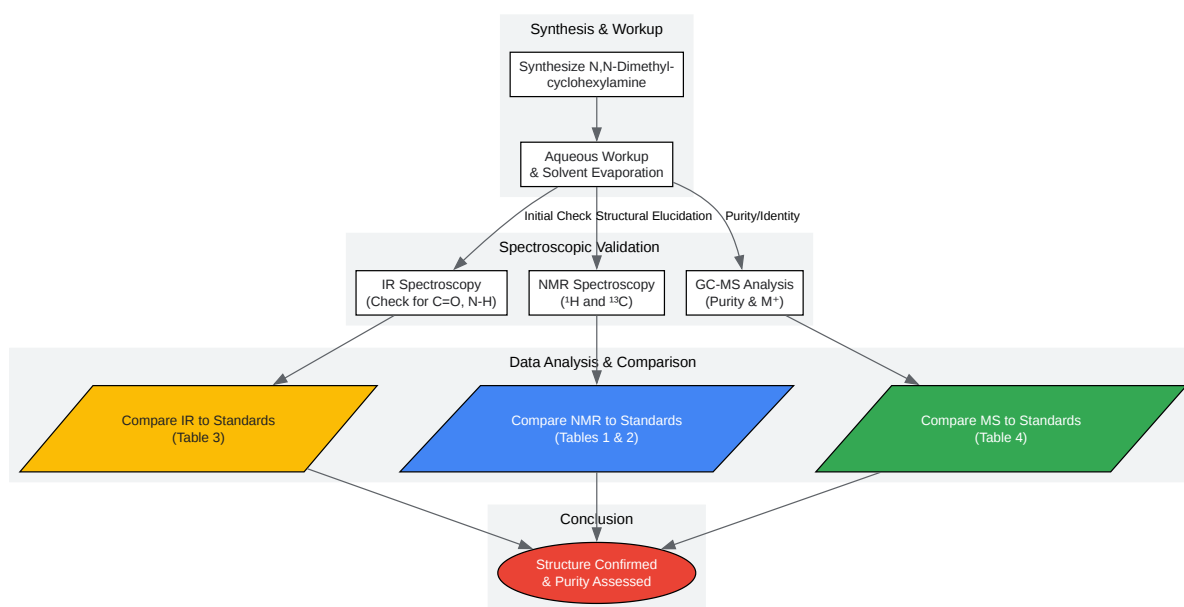 Synthesis & Workup
Synthesize N,N-Dimethyl-
cyclohexylamine
Aqueous Workup
& Solvent Evaporation
Initial Check
Structural Elucidation
Purity/Identity
Spectroscopic Validation
IR Spectroscopy
(Check for C=O, N-H)
NMR Spectroscopy
(¹H and ¹³C)
GC-MS Analysis
(Purity & M⁺)
Data Analysis & Comparison
Compare IR to Standards
(Table 3)
Compare NMR to Standards
(Tables 1 & 2)
Compare MS to Standards
(Table 4)
Conclusion
Structure Confirmed
& Purity Assessed